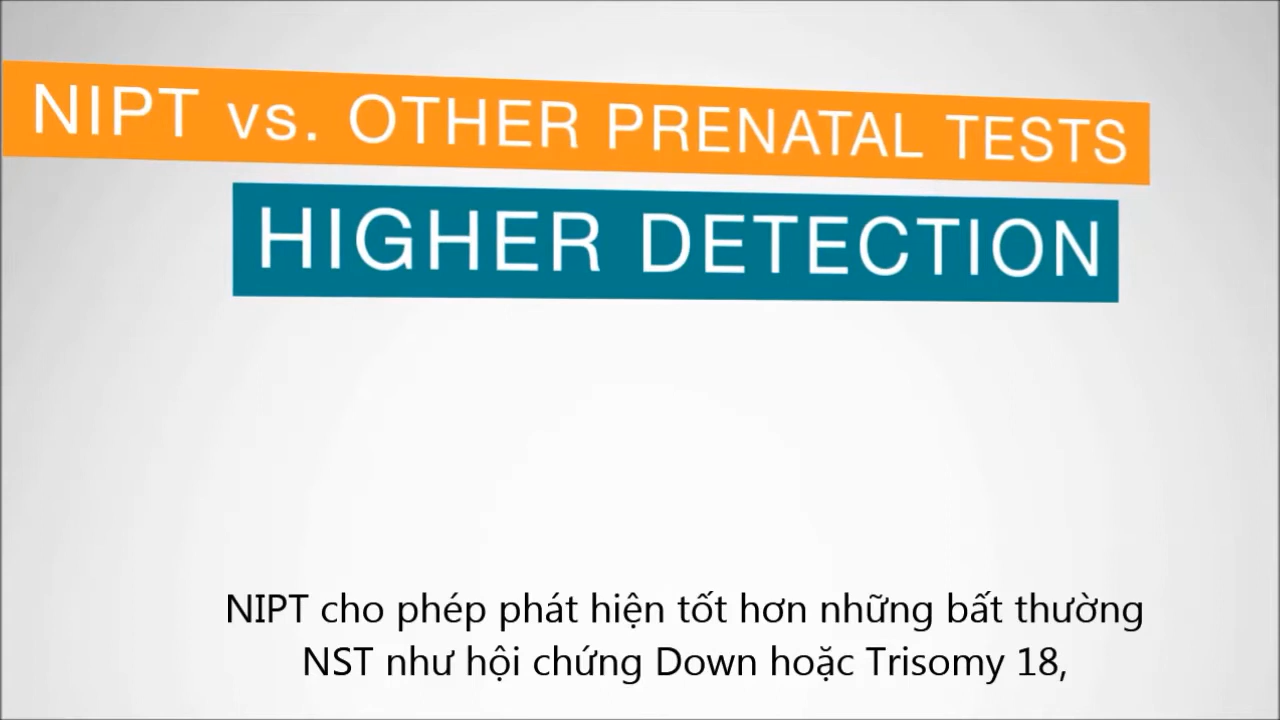 NIPT vs. OTHER PRENATAL TESTS
HIGHER DETECTION
NIPT cho phép phát hiện tốt hơn những bất thường
NST như hội chứng Down hoặc Trisomy 18,